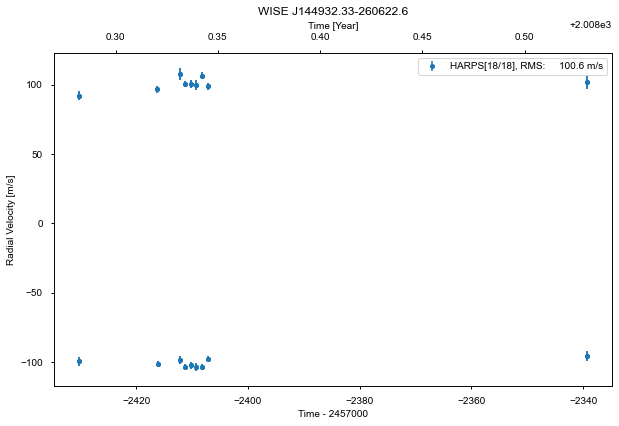 WISE J144932.33-260622.6
Time [Year]
0.30 0.35 0.40 0.45 0.50
+2.008e3
HARPS[18/18], RMS: 100.6 m/s
Radial Velocity [m/s]
100
50
0
−50
−100
−2420 −2400 −2380 −2360 −2340
Time - 2457000